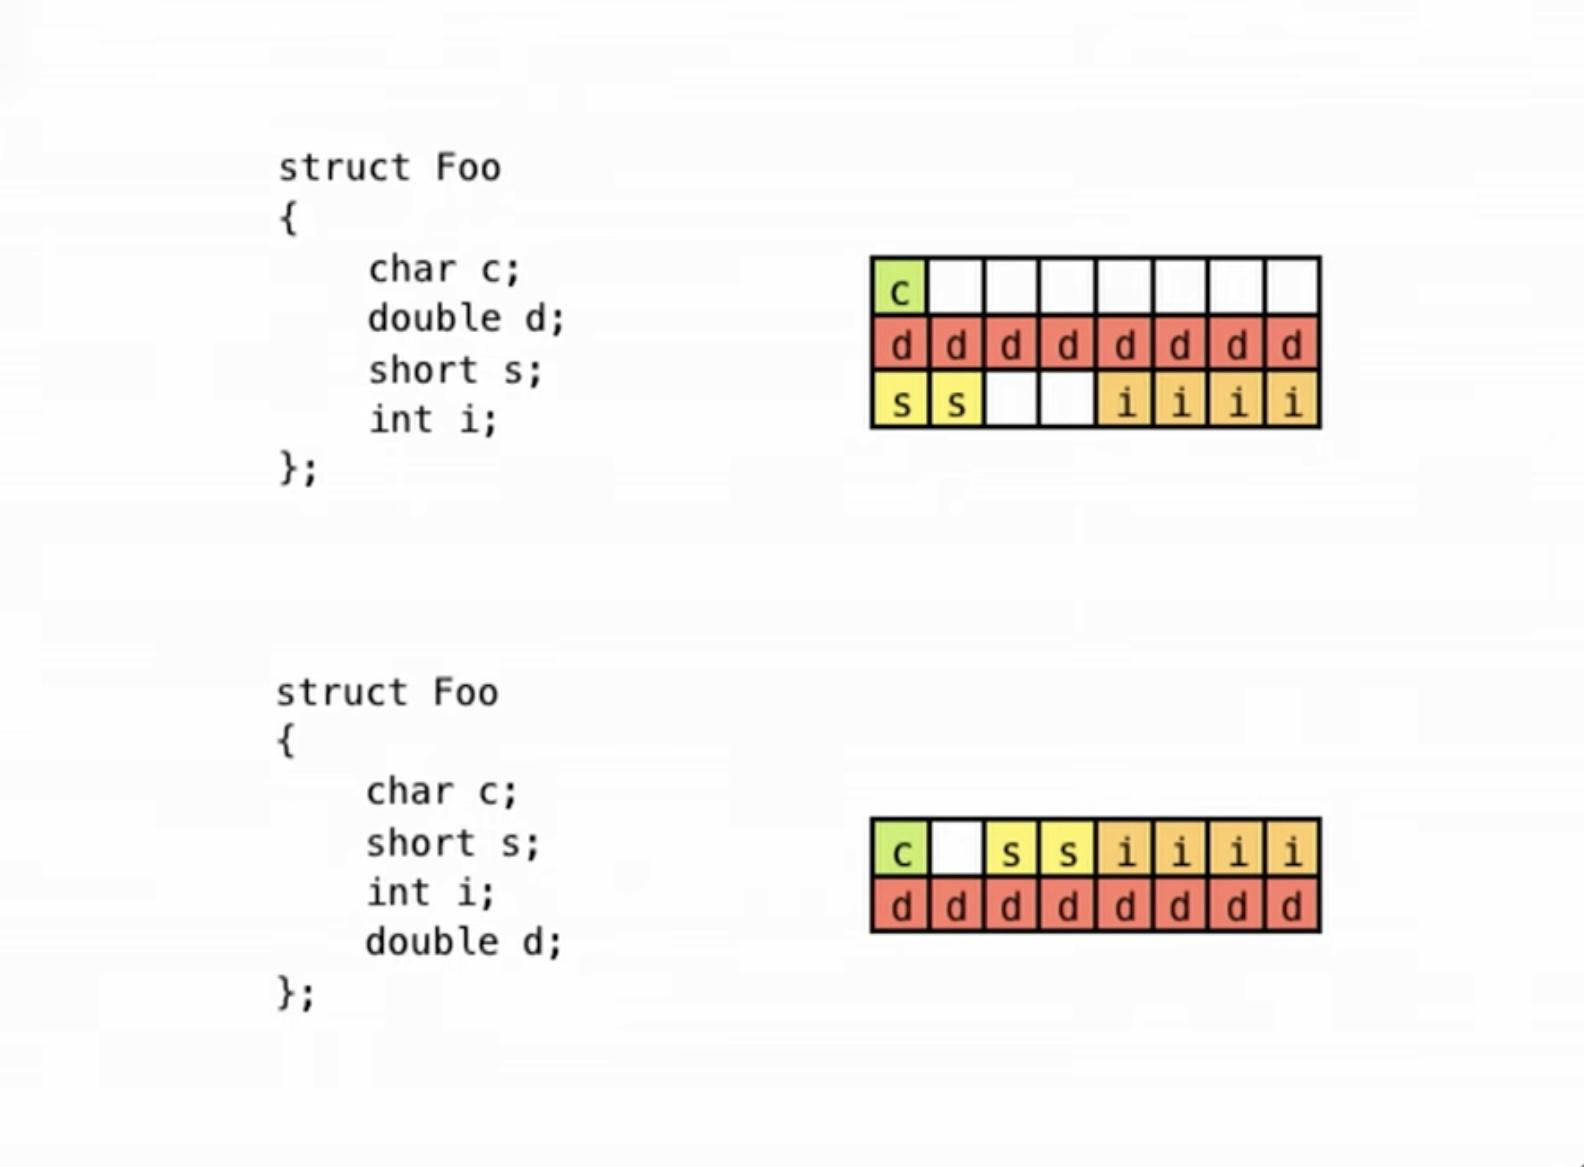 struct Foo
{
char c;
double d;
short s;
int i;
};
c
d d d d d d d d
s s i i i i
struct Foo
{
char c;
short s;
int i;
double d;
};
c s s i i i i
d d d d d d d d